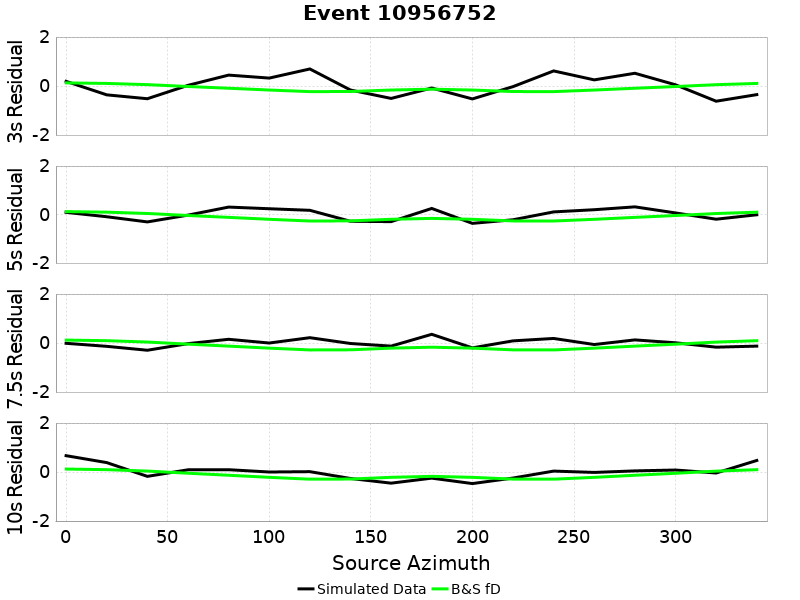 Event 10956752
3s Residual
2
0
-2
5s Residual
2
0
-2
7.5s Residual
2
0
-2
10s Residual
2
0
-2
0 50 100 150 200 250 300
Source Azimuth
Simulated Data B&S fD